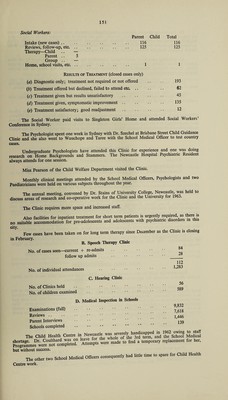 151
Social Workers:
Parent Child Total
Intake (new cases) .. 116 116
Reviews, follow-up, etc. 125 125
Therapy—Child —
Parent 5
Group —
Home, school visits, etc. 1 1
RESULTS OF TREATMENT (closed cases only)
(a) Diagnostic only; treatment not required or not offered 193
(b) Treatment offered but declined, failed to attend etc. 62
(c) Treatment given but results unsatisfactory 45
(d) Treatment given, symptomatic improvement 135
(e) Treatment satisfactory; good readjustment 12
The Social Worker paid visits to Singleton Girls' Home and attended Social Workers'
Conference in Sydney.
The Psychologist spent one week in Sydney with Dr. Sanchei at Brisbane Street Child Guidance
Clinic and she also went to Wauchope and Taree with the School Medical Officer to test country
cases.
Undergraduate Psychologists have attended this Clinic for experience and one was doing
research on Home Backgrounds and Stammers. The Newcastle Hospital Psychiatric Resident
always attends for one session.
Miss Pearson of the Child Welfare Department visited the Clinic.
Monthly clinical meetings attended by the School Medical Officers, Psychologists and two
Paediatricians were held on various subjects throughout the year.
The annual meeting, convened by Dr. Staines of University College, Newcastle, was held to
discuss areas of research and co-operative work for the Clinic and the University for 1963.
The Clinic requires more space and increased staff.
Also facilities for inpatient treatment for short term patients is urgently required, as there is
no suitable accommodation for pre-adolescents and adolescents with psychiatric disorders in this
city.
Few cases have been taken on for long term therapy since December as the Clinic is closing
in February.
B. Speech Therapy Clinic
No. of cases seen—current re-admits 84
follow up admits 28
112
No. of individual attendances 1,283
C. Hearing Clinic
No. of Clinics held 56
No. of children examined 589
D. Medical Inspection in Schools
Examinations (full) 9,832
Reviews 7,618
Parent Interviews 1,446
Schools completed 139
The Child Health Centre in Newcastle was severely handicapped in 1962 owing to staff
shortage. Dr. Coulthard was on leave for the whole of the 3rd term, and the School Medical
Programmes were not completed. Attempts were made to find a temporary replacement for her,
but without success.
The other two School Medical Officers consequently had little time to spare for Child Health
Centre work.